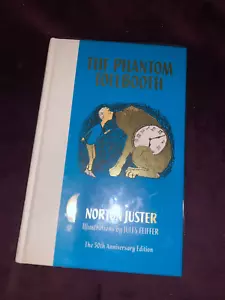 THE PHANTOM
TOLLBOOTH
NORTON JUSTER
Illustrations by JULES FEIFFER
The 50th Anniversary Edition